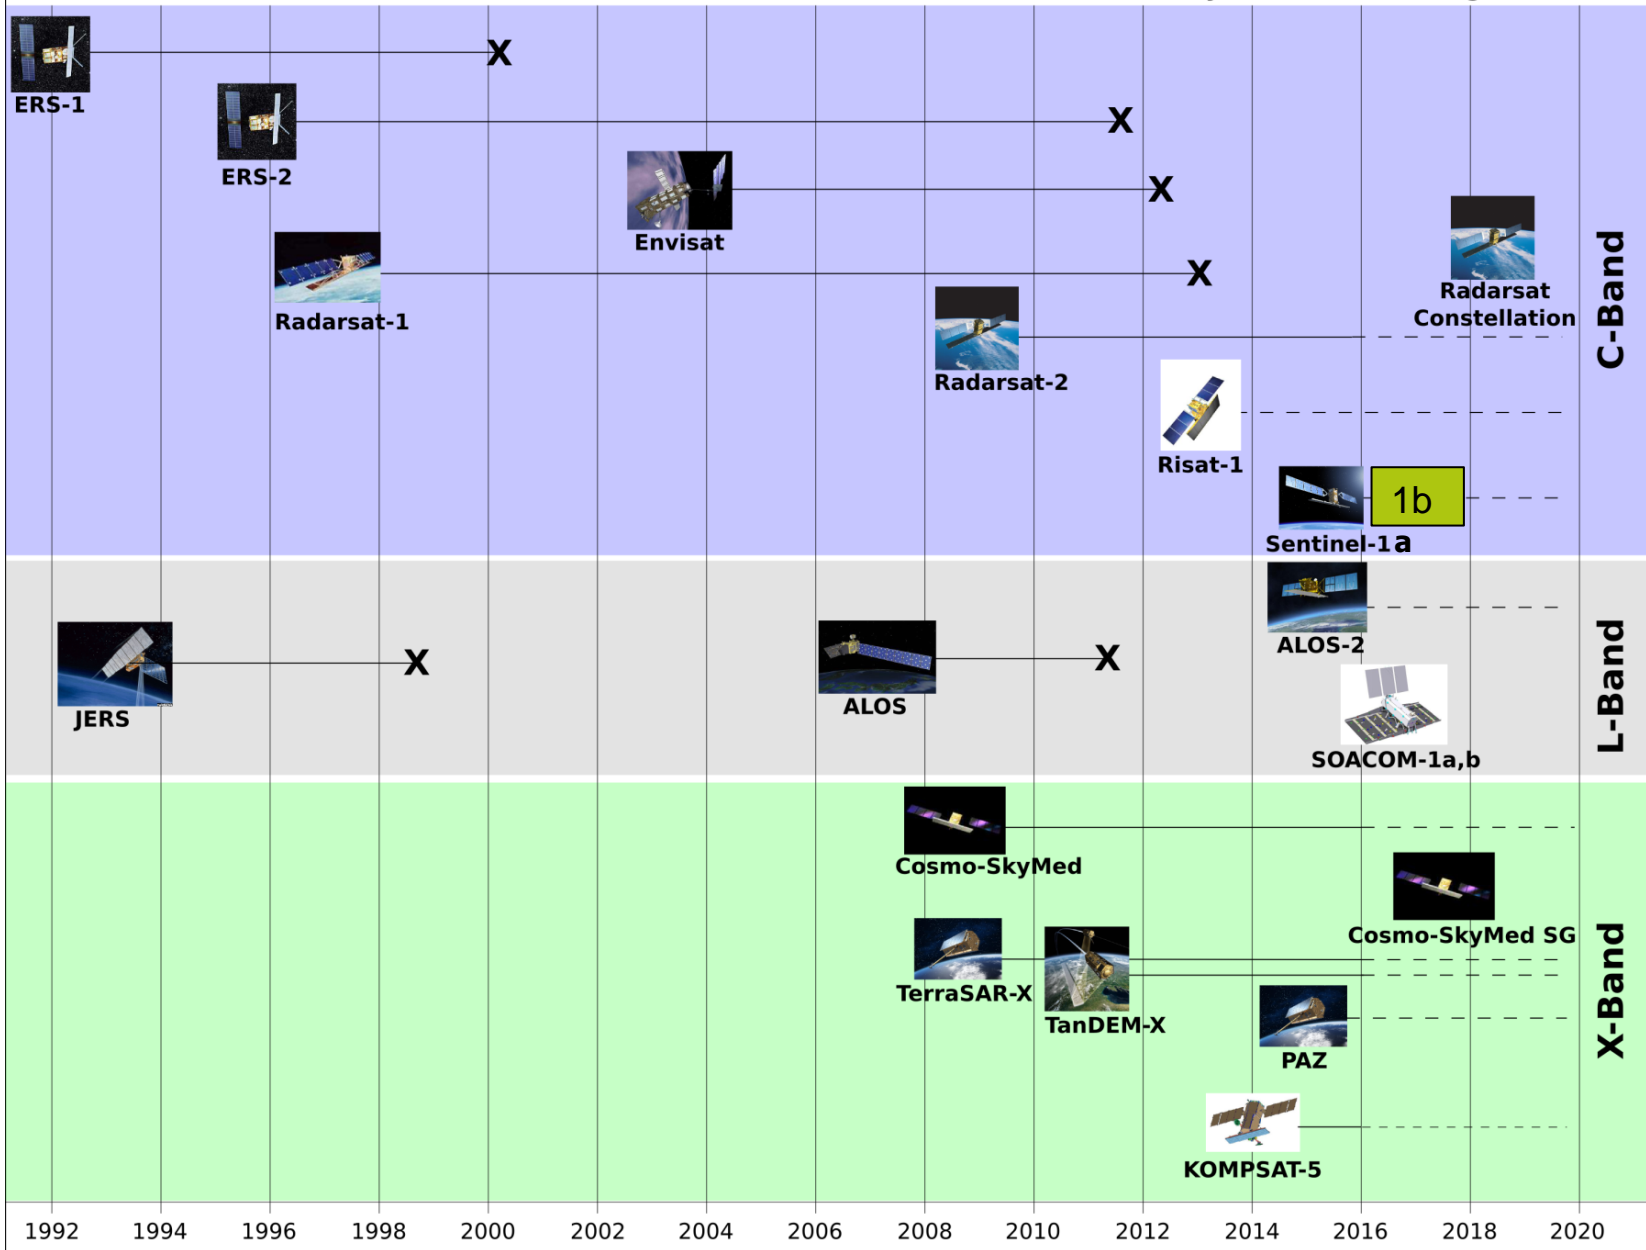 ERS-1
X
ERS-2
X
Envisat
X
Radarsat-1
X
Radarsat
Constellation
Radarsat-2
Risat-1
1b
Sentinel-1a
C-Band
ALOS-2
JERS
X
ALOS
X
SOACOM-1a,b
L-Band
Cosmo-SkyMed
Cosmo-SkyMed SG
TerraSAR-X
TanDEM-X
PAZ
KOMPSAT-5
X-Band
1992 1994 1996 1998 2000 2002 2004 2006 2008 2010 2012 2014 2016 2018 2020